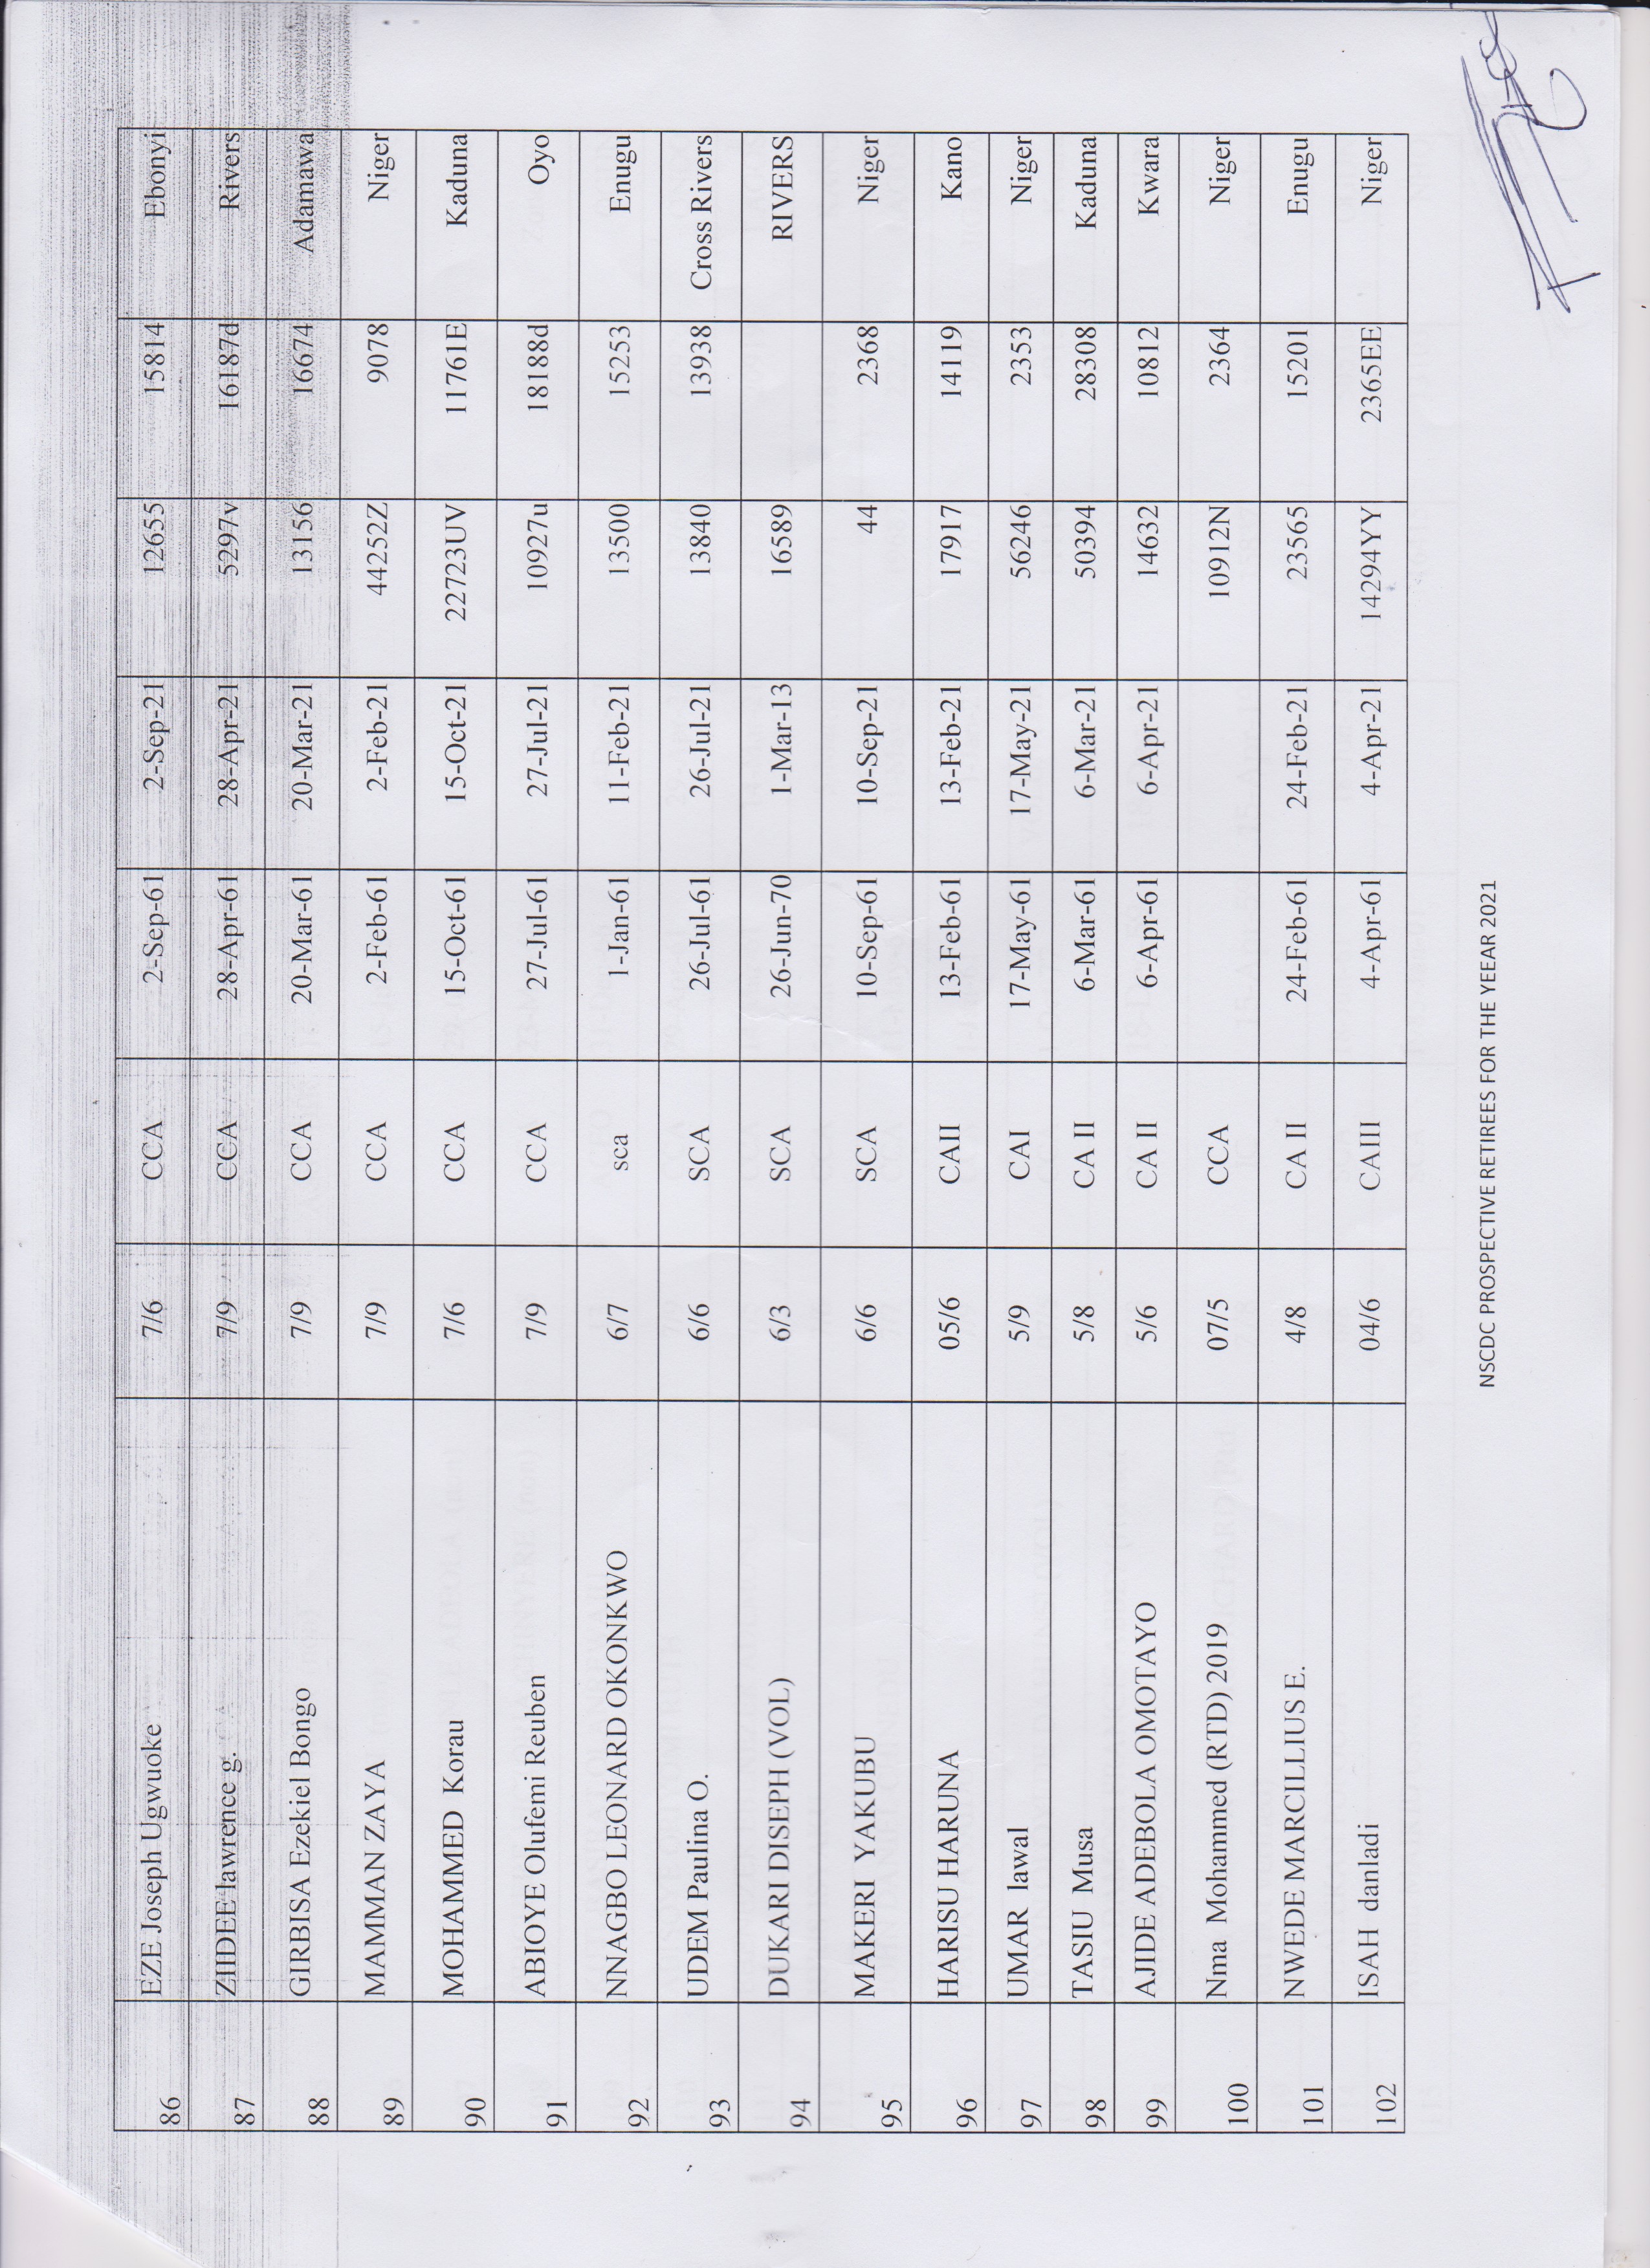 86 EZE Joseph Ugwuoke 7/6 CCA 2-Sep-61 2-Sep-21 12655 15814 Ebonyi
87 ZIIDEE lawrence g. 7/9 CCA 28-Apr-61 28-Apr-21 5297v 16187d Rivers
88 GIRBISA Ezekiel Bongo 7/9 CCA 20-Mar-61 20-Mar-21 13156 16674 Adamawa
89 MAMMAN ZAYA 7/9 CCA 2-Feb-61 2-Feb-21 44252Z 9078 Niger
90 MOHAMMED Korau 7/6 CCA 15-Oct-61 15-Oct-21 22723UV 11761E Kaduna
91 ABIOYE Olufemi Reuben 7/9 CCA 27-Jul-61 27-Jul-21 10927u 18188d Oyo
92 NNAGBO LEONARD OKONKWO 6/7 sca 1-Jan-61 11-Feb-21 13500 15253 Enugu
93 UDEM Paulina O. 6/6 SCA 26-Jul-61 26-Jul-21 13840 13938 Cross Rivers
94 DUKARI DISEPH (VOL) 6/3 SCA 26-Jun-70 1-Mar-13 16589 RIVERS
95 MAKERI YAKUBU 6/6 SCA 10-Sep-61 10-Sep-21 44 2368 Niger
96 HARISU HARUNA 05/6 CAII 13-Feb-61 13-Feb-21 17917 14119 Kano
97 UMAR lawal 5/9 CAI 17-May-61 17-May-21 56246 2353 Niger
98 TASIU Musa 5/8 CA II 6-Mar-61 6-Mar-21 50394 28308 Kaduna
99 AJIDE ADEBOLA OMOTAYO 5/6 CA II 6-Apr-61 6-Apr-21 14632 10812 Kwara
100 Nma Mohammed (RTD) 2019 07/5 CCA 10912N 2364 Niger
101 NWEDE MARCILLIUS E. 4/8 CA II 24-Feb-61 24-Feb-21 23565 15201 Enugu
102 ISAH danladi 04/6 CAIII 4-Apr-61 4-Apr-21 14294YY 2365EE Niger
NSCDC PROSPECTIVE RETIREES FOR THE YEEAR 2021